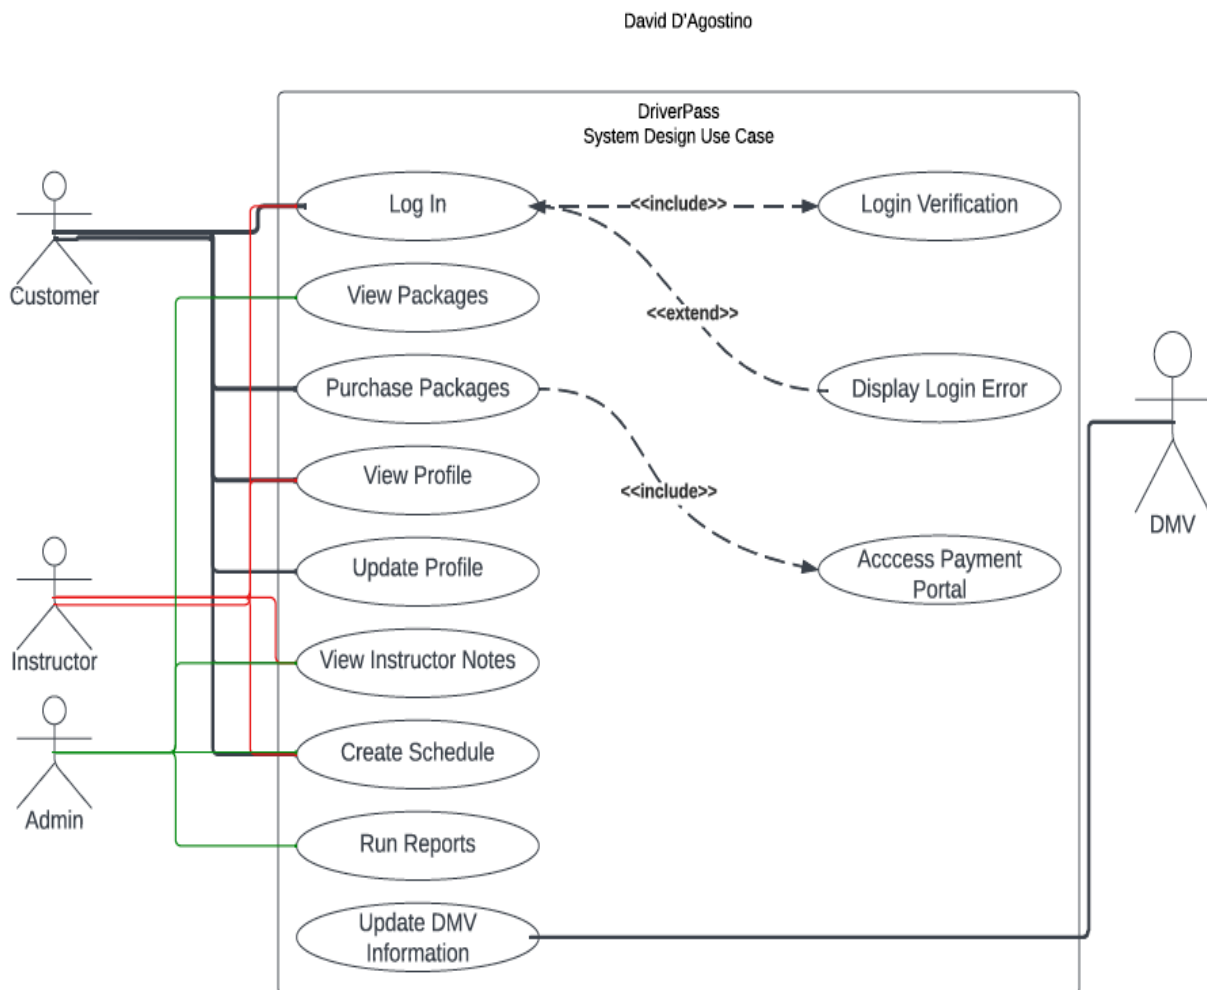 David D'Agostino
DriverPass
System Design Use Case
Customer
Log In
<<include>>
Login Verification
View Packages
<<extend>>
Purchase Packages
Display Login Error
View Profile
<<include>>
DMV
Update Profile
Acccess Payment
Portal
Instructor
View Instructor Notes
Create Schedule
Admin
Run Reports
Update DMV
Information